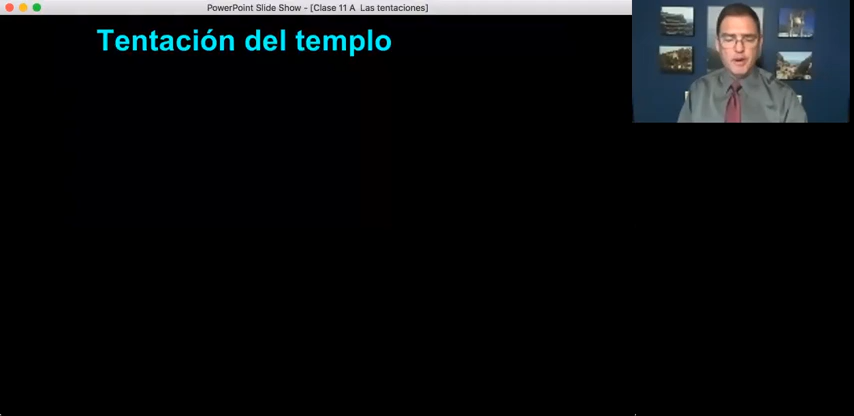 PowerPoint Slide Show - [Clase 11 A Las tentaciones]
Tentación del templo